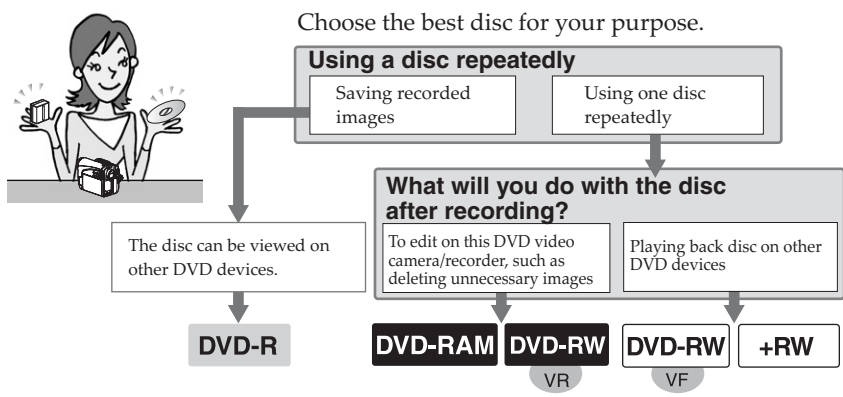 Choose the best disc for your purpose.
Using a disc repeatedly
Saving recorded
images
Using one disc
repeatedly
What will you do with the disc
after recording?
The disc can be viewed on
other DVD devices.
To edit on this DVD video
camera/recorder, such as
deleting unnecessary images
Playing back disc on other
DVD devices
DVD-R
DVD-RAM
DVD-RW
VR
DVD-RW
VF
+RW